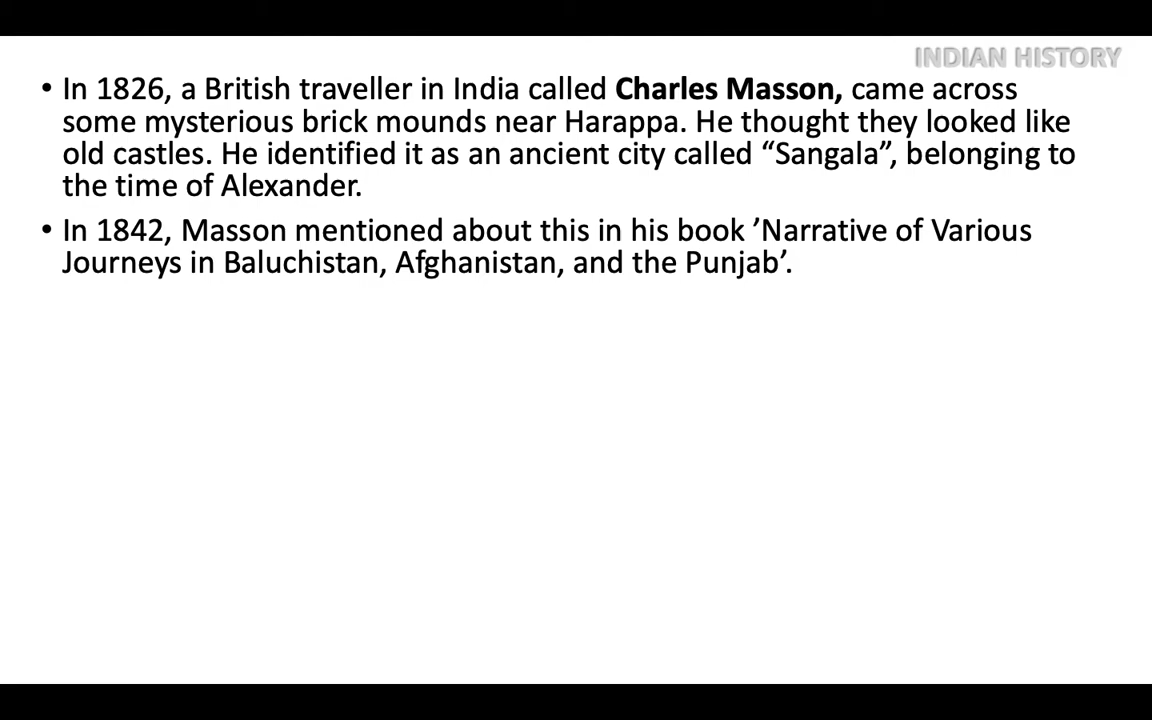 INDIAN HISTORY
• In 1826, a British traveller in India called Charles Masson, came across
some mysterious brick mounds near Harappa. He thought they looked like
old castles. He identified it as an ancient city called “Sangala”, belonging to
the time of Alexander.
• In 1842, Masson mentioned about this in his book ’Narrative of Various
Journeys in Baluchistan, Afghanistan, and the Punjab’.